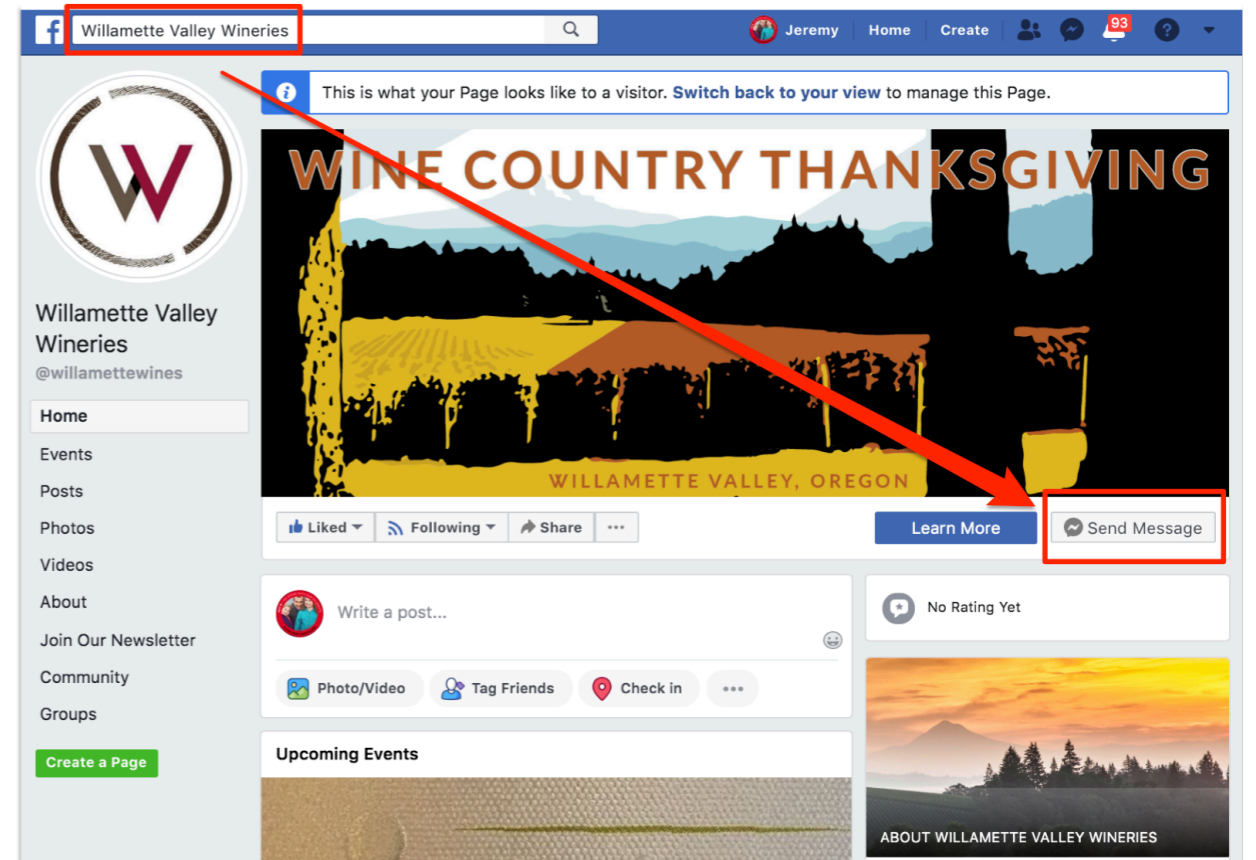 Willamette Valley Wineries
Jeremy
Home
Create
93
This is what your Page looks like to a visitor. Switch back to your view to manage this Page.
WINE COUNTRY THANKSGIVING
WILLAMETTE VALLEY, OREGON
Willamette Valley
Wineries
@willamettewines
Home
Events
Posts
Photos
Videos
About
Join Our Newsletter
Community
Groups
Create a Page
Liked
Following
Share
Learn More
Send Message
Write a post...
Photo/Video
Tag Friends
Check in
Upcoming Events
No Rating Yet
ABOUT WILLAMETTE VALLEY WINERIES